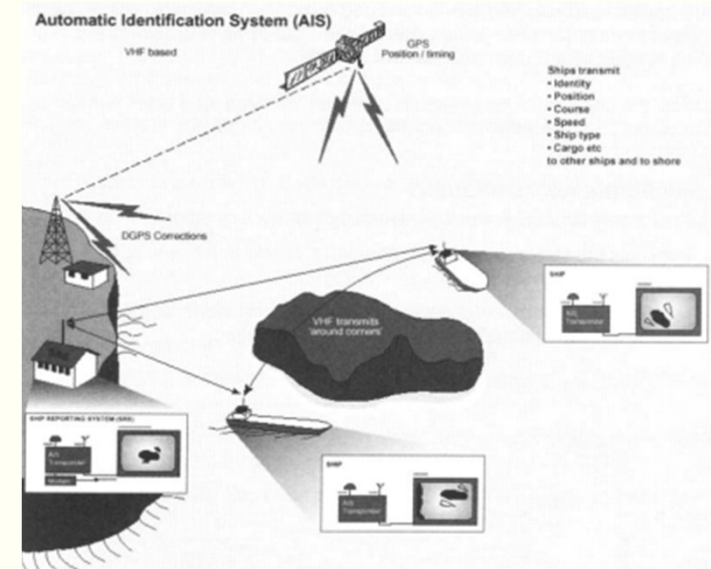 Automatic Identification System (AIS)
VHF based
GPS
Position / timing
Ships transmit
• Identity
• Position
• Course
• Speed
• Ship type
• Cargo etc
to other ships and to shore
DGPS Corrections
VHF transmits
'around corners'
SHIP
AIS
Transponder
SHIP REPORTING SYSTEM (SRS)
AIS
Transponder
SHIP
AIS
Transponder